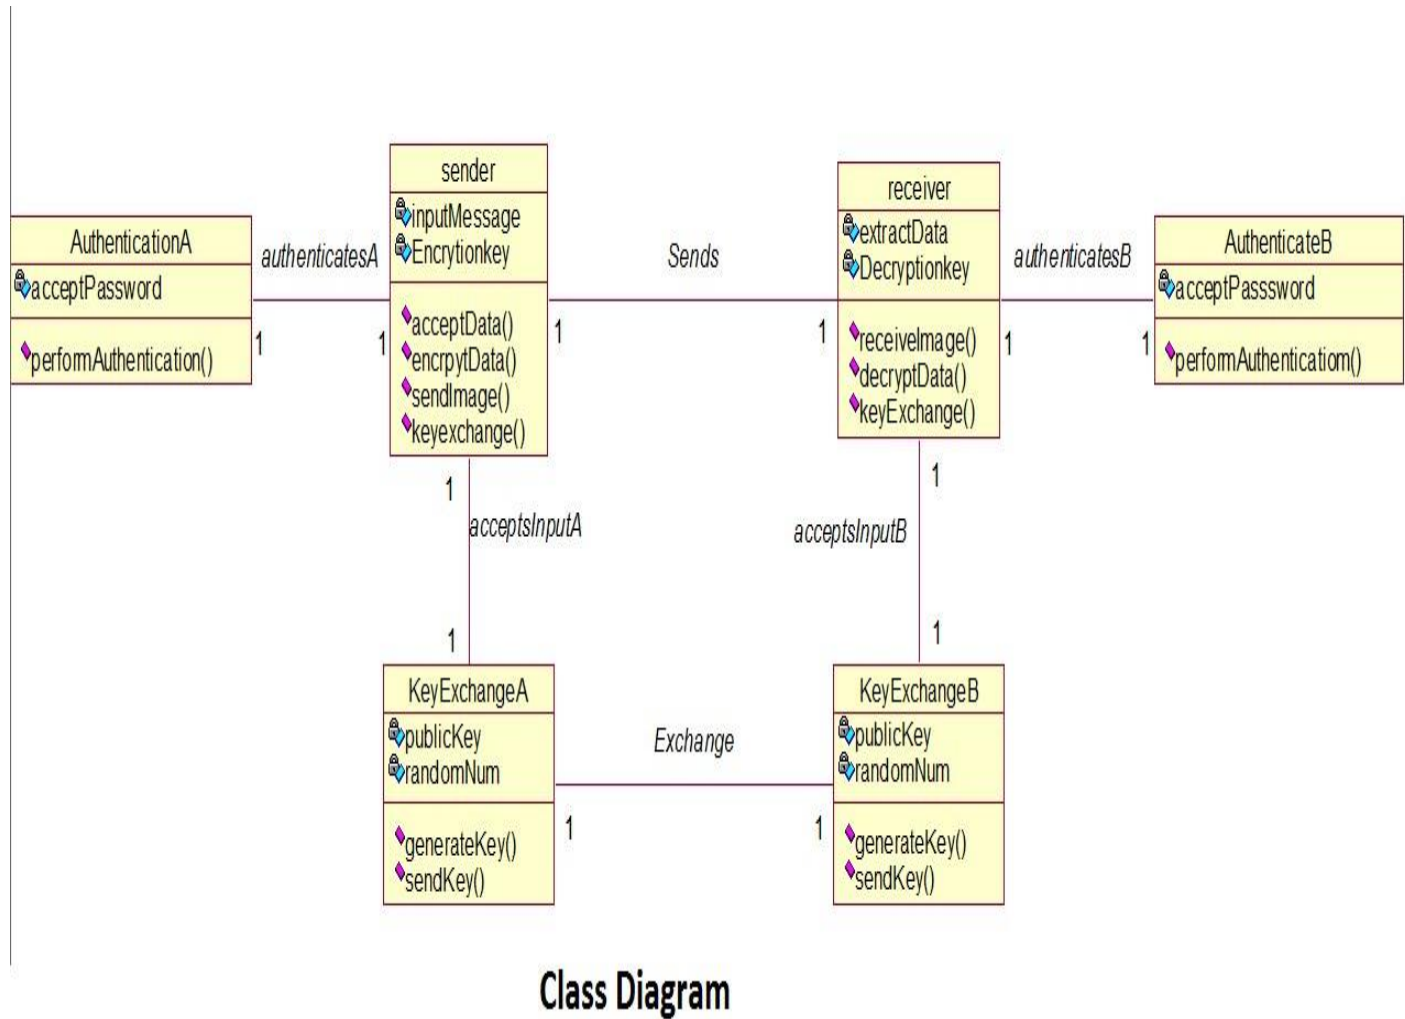 sender
inputMessage
Encrytionkey
acceptData()
encrpytData()
sendImage()
keyexchange()
receiver
extractData
Decryptionkey
receiveImage()
decryptData()
keyExchange()
AuthenticationA
acceptPassword
performAuthentication()
authenticatesA
1
1
Sends
1
1
authenticatesB
1
1
AuthenticateB
acceptPasssword
performAuthenticatiom()
1
acceptsInputA
1
1
acceptsInputB
1
KeyExchangeA
publicKey
randomNum
generateKey()
sendKey()
Exchange
1
1
KeyExchangeB
publicKey
randomNum
generateKey()
sendKey()
Class Diagram